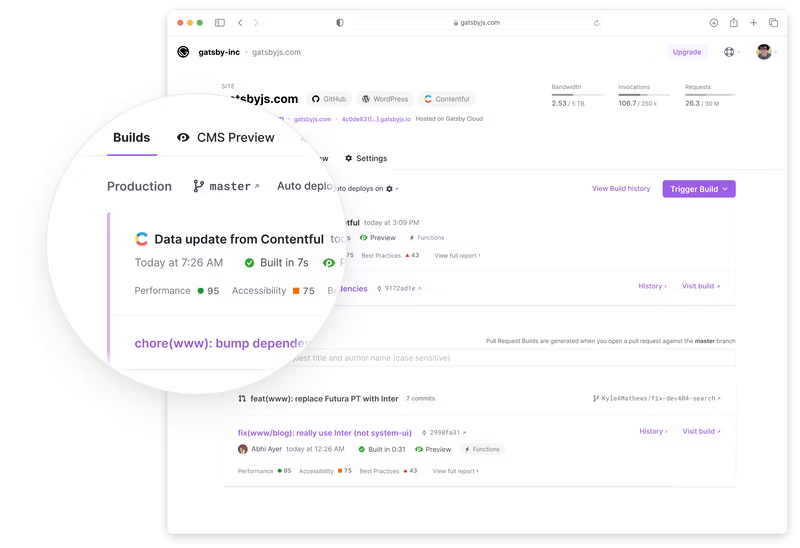 gatsbyjs.com
gatsby-inc gatsbyjs.com
Upgrade
SITE
gatsbyjs.com GitHub WordPress Contentful
Bandwidth Invocations Requests
2.53 / 5 TB 106.7 / 250 k 26.3 / 30 M
gatsbyjs.com 4c0de831[…].gatsbyjs.io Hosted on Gatsby Cloud
Builds CMS Preview
Settings
Production master Auto deplo
uto deploys on
View Build history Trigger Build
Data update from Contentful
today at 3:09 PM
Today at 7:26 AM Built in 7s
Preview Functions
Performance 95 Accessibility 75
75 Best Practices 43 View full report
chore(www): bump depende
9172ad1e
History Visit build
Pull Request Builds are generated when you open a pull request against the master branch
quest title and author name (case sensitive)
feat(www): replace Futura PT with Inter 7 commits KyleAMathews/fix-dev404-search
fix(www/blog): really use Inter (not system-ui) 2998fa31 History Visit build
Abhi Ayer today at 12:26 AM Built in 0:31 Preview Functions
Performance 95 Accessibility 75 Best Practices 43 View full report